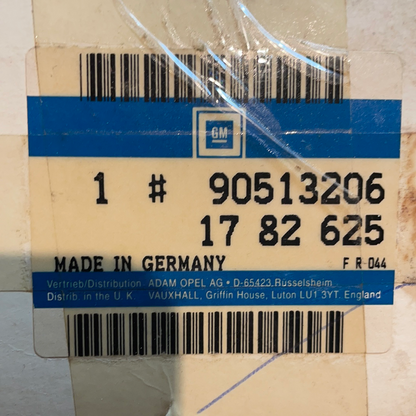 GM
1 # 90513206
17 82 625
MADE IN GERMANY F R-044
Vertrieb/Distribution ADAM OPEL AG • D-65423 Rüsselsheim
Distrib. in the U. K. VAUXHALL, Griffin House, Luton LU1 3YT. England